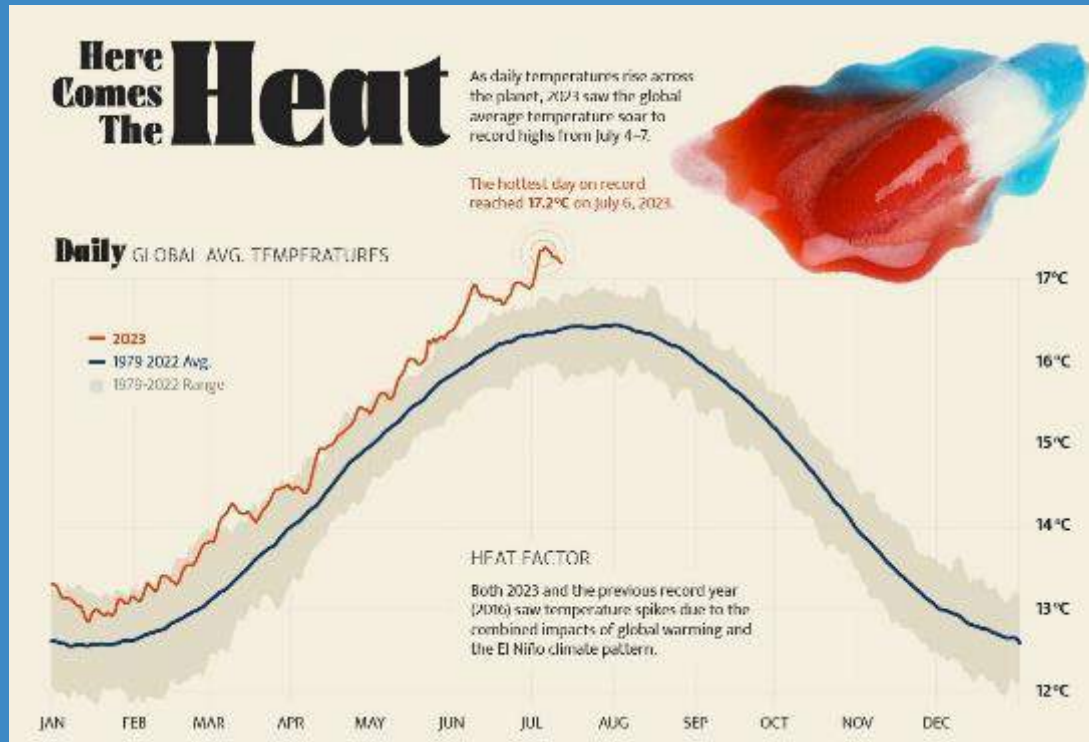 Here
Comes
The
Heat
As daily temperatures rise across
the planet, 2023 saw the global
average temperature soar to
record highs from July 4–7.
The hottest day on record
reached 17.2°C on July 6, 2023.
Daily GLOBAL AVG. TEMPERATURES
2023
1979-2022 Avg.
1979-2022 Range
17°C
16°C
15°C
14°C
13°C
12°C
HEAT FACTOR
Both 2023 and the previous record year
(2016) saw temperature spikes due to the
combined impacts of global warming and
the El Niño climate pattern.
JAN FEB MAR APR MAY JUN JUL AUG SEP OCT NOV DEC